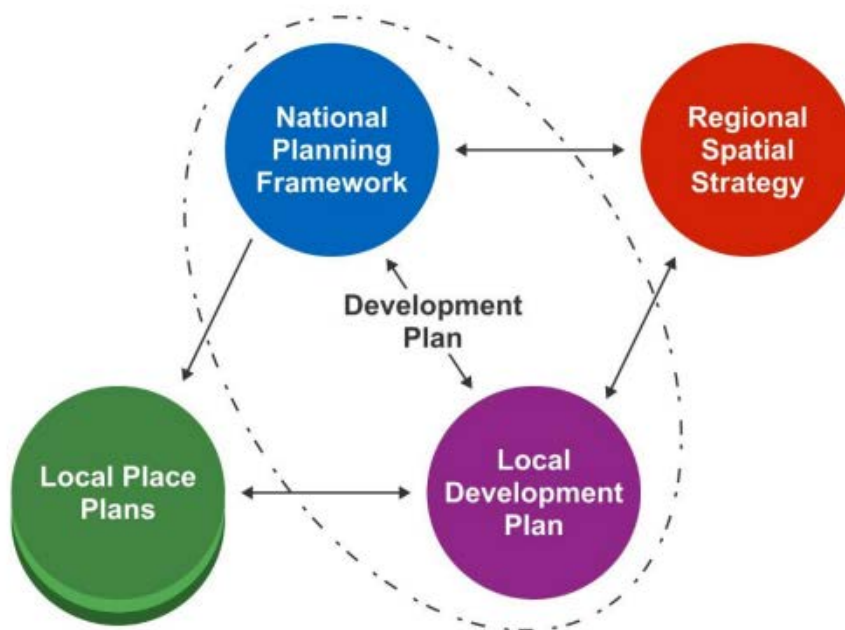 National
Planning
Framework
Regional
Spatial
Strategy
Development
Plan
Local Place
Plans
Local
Development
Plan